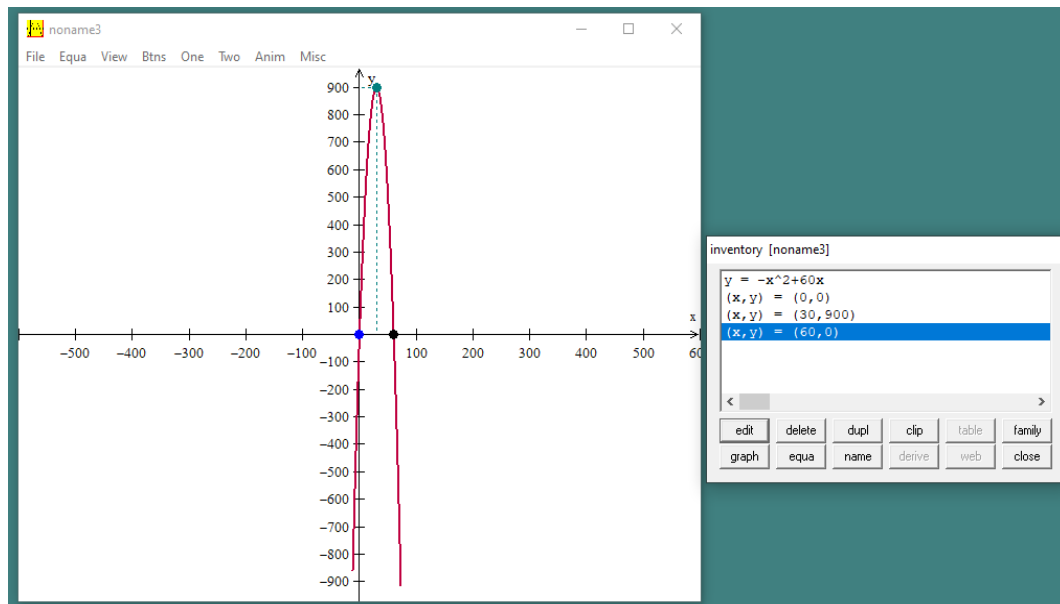 noname3
File Equa View Btns One Two Anim Misc
y
900
800
700
600
500
400
300
200
100
x
−500 −400 −300 −200 −100 100 200 300 400 500 60
−100
−200
−300
−400
−500
−600
−700
−800
−900
inventory [noname3]
y = -x^2+60x
(x,y) = (0,0)
(x,y) = (30,900)
(x,y) = (60,0)
edit delete dupl clip table family
graph equa name derive web close